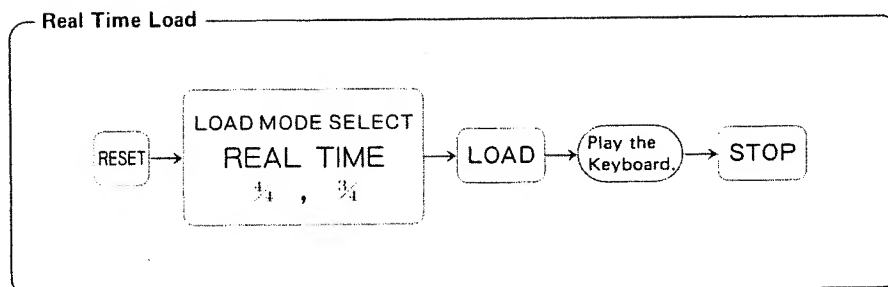 Real Time Load
RESET
LOAD MODE SELECT
REAL TIME
4/4 , 3/4
LOAD
Play the
Keyboard.
STOP